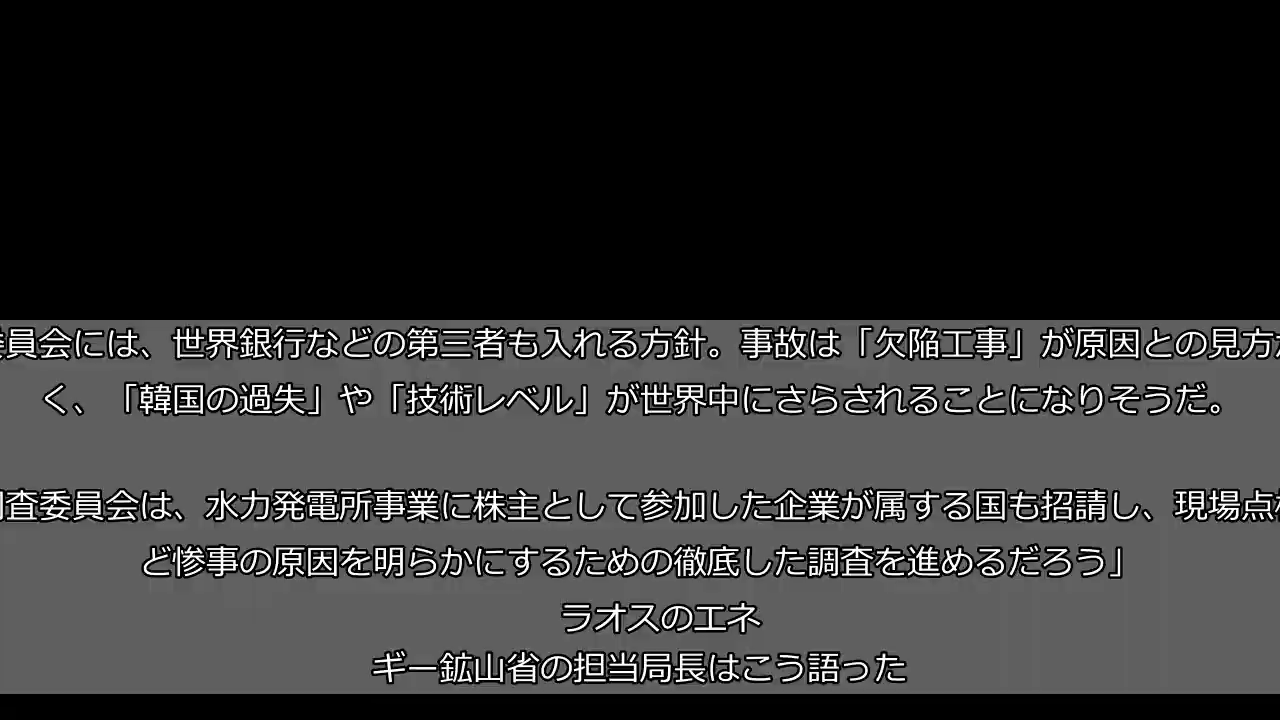 員会には、世界銀行などの第三者も入れる方針。事故は「欠陥工事」が原因との見方
く、「韓国の過失」や「技術レベル」が世界中にさらされることになりそうだ。
査委員会は、水力発電所事業に株主として参加した企業が属する国も招請し、現場点
ど惨事の原因を明らかにするための徹底した調査を進めるだろう」
ラオスのエネ
ギー鉱山省の担当局長はこう語った